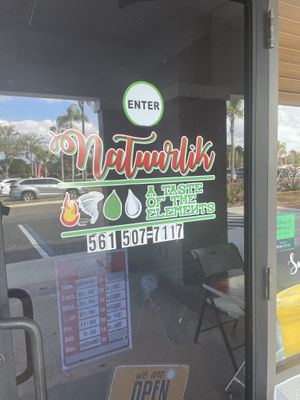 ENTER
Naturlik
A TASTE
OF THE
ELEMENTS
561 507-7117
we are
OPEN